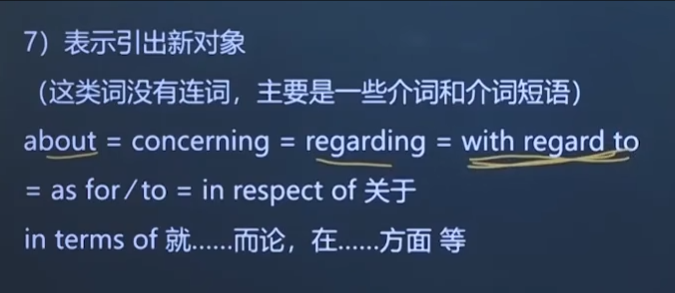 7）表示引出新对象
（这类词没有连词，主要是一些介词和介词短语）
about = concerning = regarding = with regard to
= as for/to = in respect of 关于
in terms of 就……而论，在……方面 等